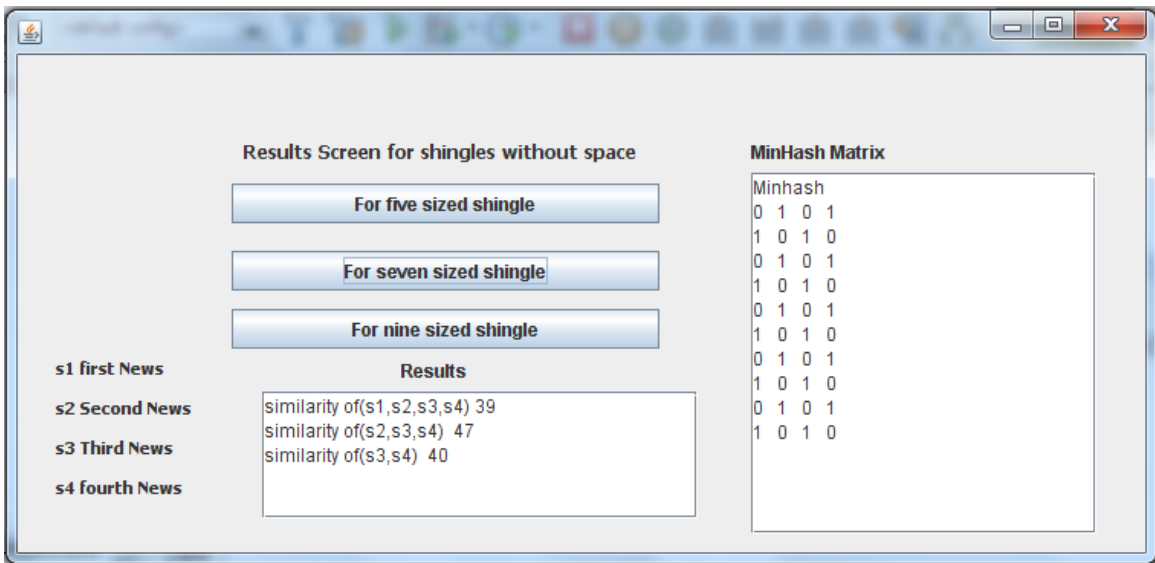 Results Screen for shingles without space
For five sized shingle
For seven sized shingle
For nine sized shingle
s1 first News
s2 Second News
s3 Third News
s4 fourth News
Results
similarity of(s1,s2,s3,s4) 39
similarity of(s2,s3,s4) 47
similarity of(s3,s4) 40
MinHash Matrix
Minhash
0 1 0 1
1 0 1 0
0 1 0 1
1 0 1 0
0 1 0 1
1 0 1 0
0 1 0 1
1 0 1 0
0 1 0 1
1 0 1 0